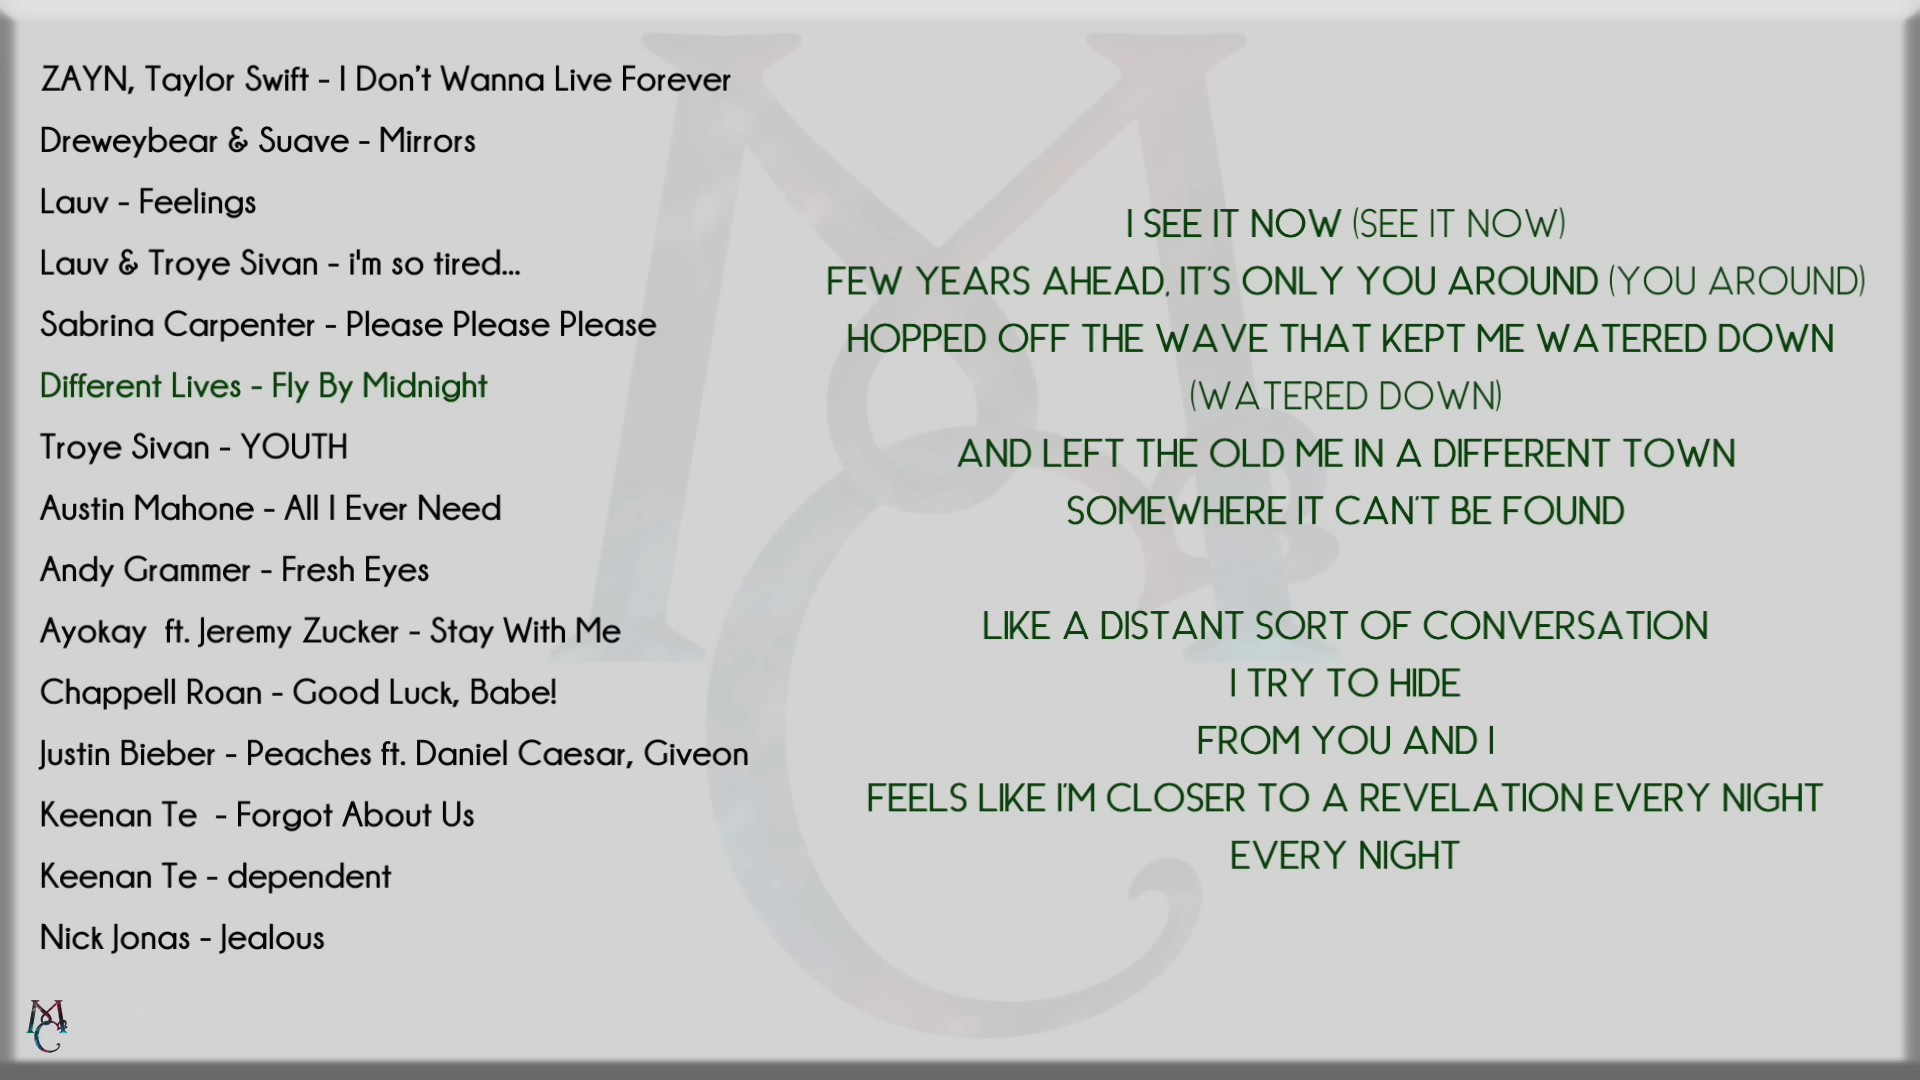 ZAYN, Taylor Swift - I Don't Wanna Live Forever
Dreweybear & Suave - Mirrors
Lauv - Feelings
Lauv & Troye Sivan - i'm so tired...
Sabrina Carpenter - Please Please Please
Different Lives - Fly By Midnight
Troye Sivan - YOUTH
Austin Mahone - All I Ever Need
Andy Grammer - Fresh Eyes
Ayokay  ft. Jeremy Zucker - Stay With Me
Chappell Roan - Good Luck, Babe!
Justin Bieber - Peaches ft. Daniel Caesar, Giveon
Keenan Te  - Forgot About Us
Keenan Te - dependent
Nick Jonas - Jealous
I SEE IT NOW (SEE IT NOW)
FEW YEARS AHEAD, IT'S ONLY YOU AROUND (YOU AROUND)
HOPPED OFF THE WAVE THAT KEPT ME WATERED DOWN
(WATERED DOWN)
AND LEFT THE OLD ME IN A DIFFERENT TOWN
SOMEWHERE IT CAN'T BE FOUND
LIKE A DISTANT SORT OF CONVERSATION
I TRY TO HIDE
FROM YOU AND I
FEELS LIKE I'M CLOSER TO A REVELATION EVERY NIGHT
EVERY NIGHT
MC